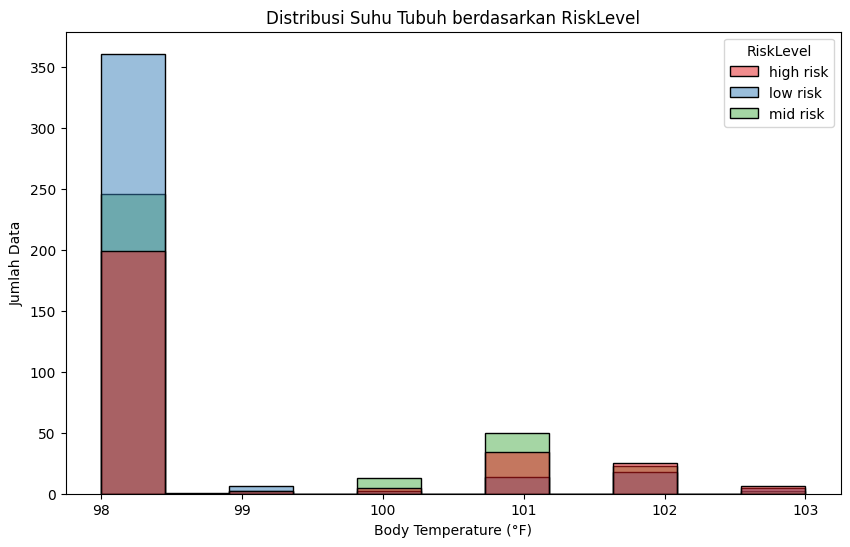 Distribusi Suhu Tubuh berdasarkan RiskLevel
RiskLevel
high risk
low risk
mid risk
350
300
250
200
150
100
50
0
Jumlah Data
98 99 100 101 102 103
Body Temperature (°F)